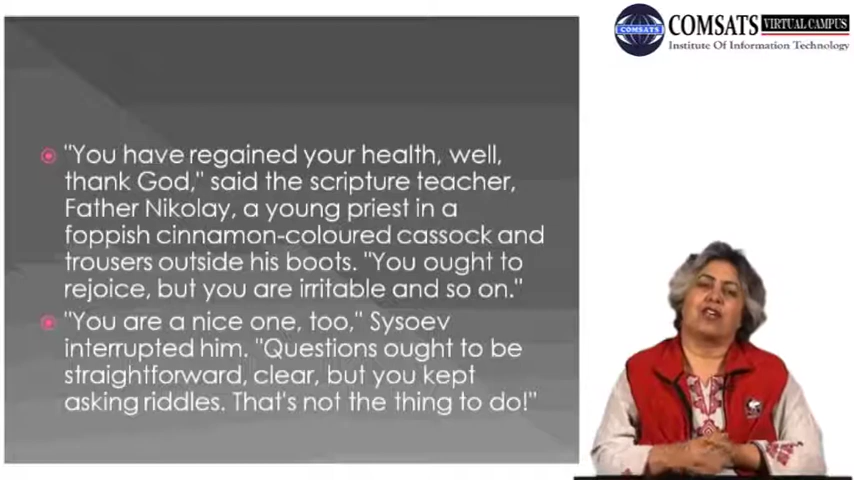 COMSATS VIRTUAL CAMPUS
COMSATS
Institute Of Information Technology
"You have regained your health, well,
thank God," said the scripture teacher,
Father Nikolay, a young priest in a
foppish cinnamon-coloured cassock and
trousers outside his boots. "You ought to
rejoice, but you are irritable and so on."
"You are a nice one, too," Sysoev
interrupted him. "Questions ought to be
straightforward, clear, but you kept
asking riddles. That's not the thing to do!"